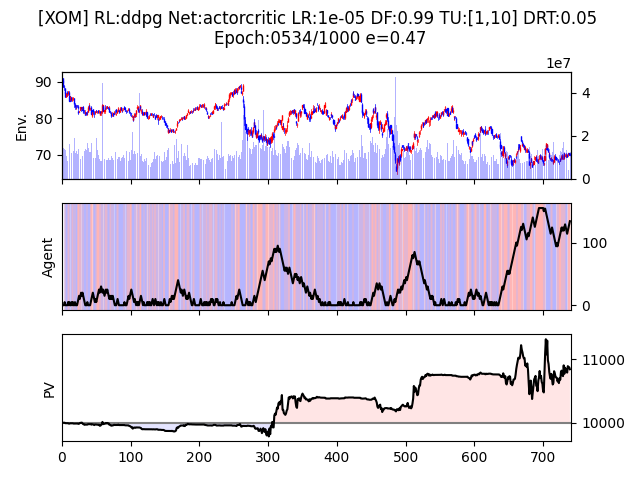 [XOM] RL:ddpg Net:actorcritic LR:1e-05 DF:0.99 TU:[1,10] DRT:0.05
Epoch:0534/1000 e=0.47
1e7
90
80
70
Env.
4
2
0
Agent
100
0
PV
11000
10000
0 100 200 300 400 500 600 700